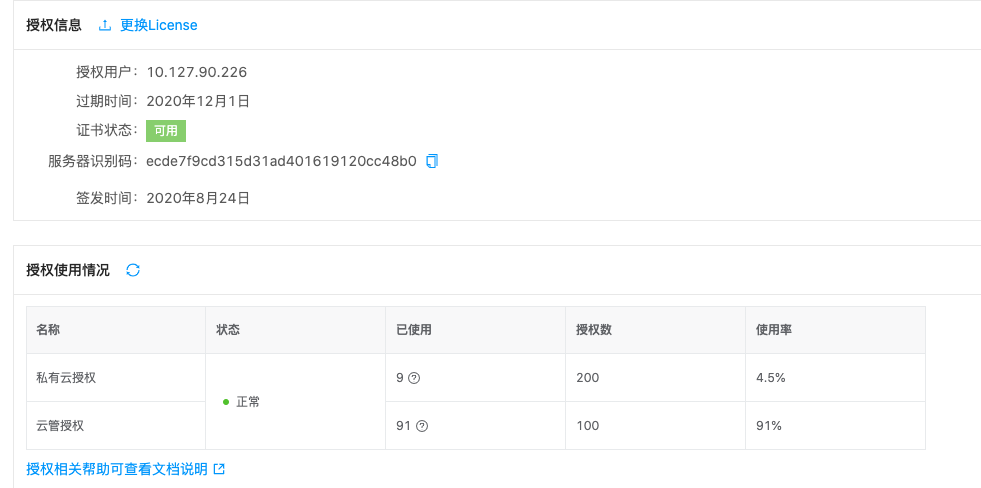 授权信息 更换License
授权用户: 10.127.90.226
过期时间: 2020年12月1日
证书状态: 可用
服务器识别码: ecde7f9cd315d31ad401619120cc48b0
签发时间: 2020年8月24日
授权使用情况
名称 状态 已使用 授权数 使用率
私有云授权 9 200 4.5%
正常
云管授权 91 100 91%
授权相关帮助可查看文档说明